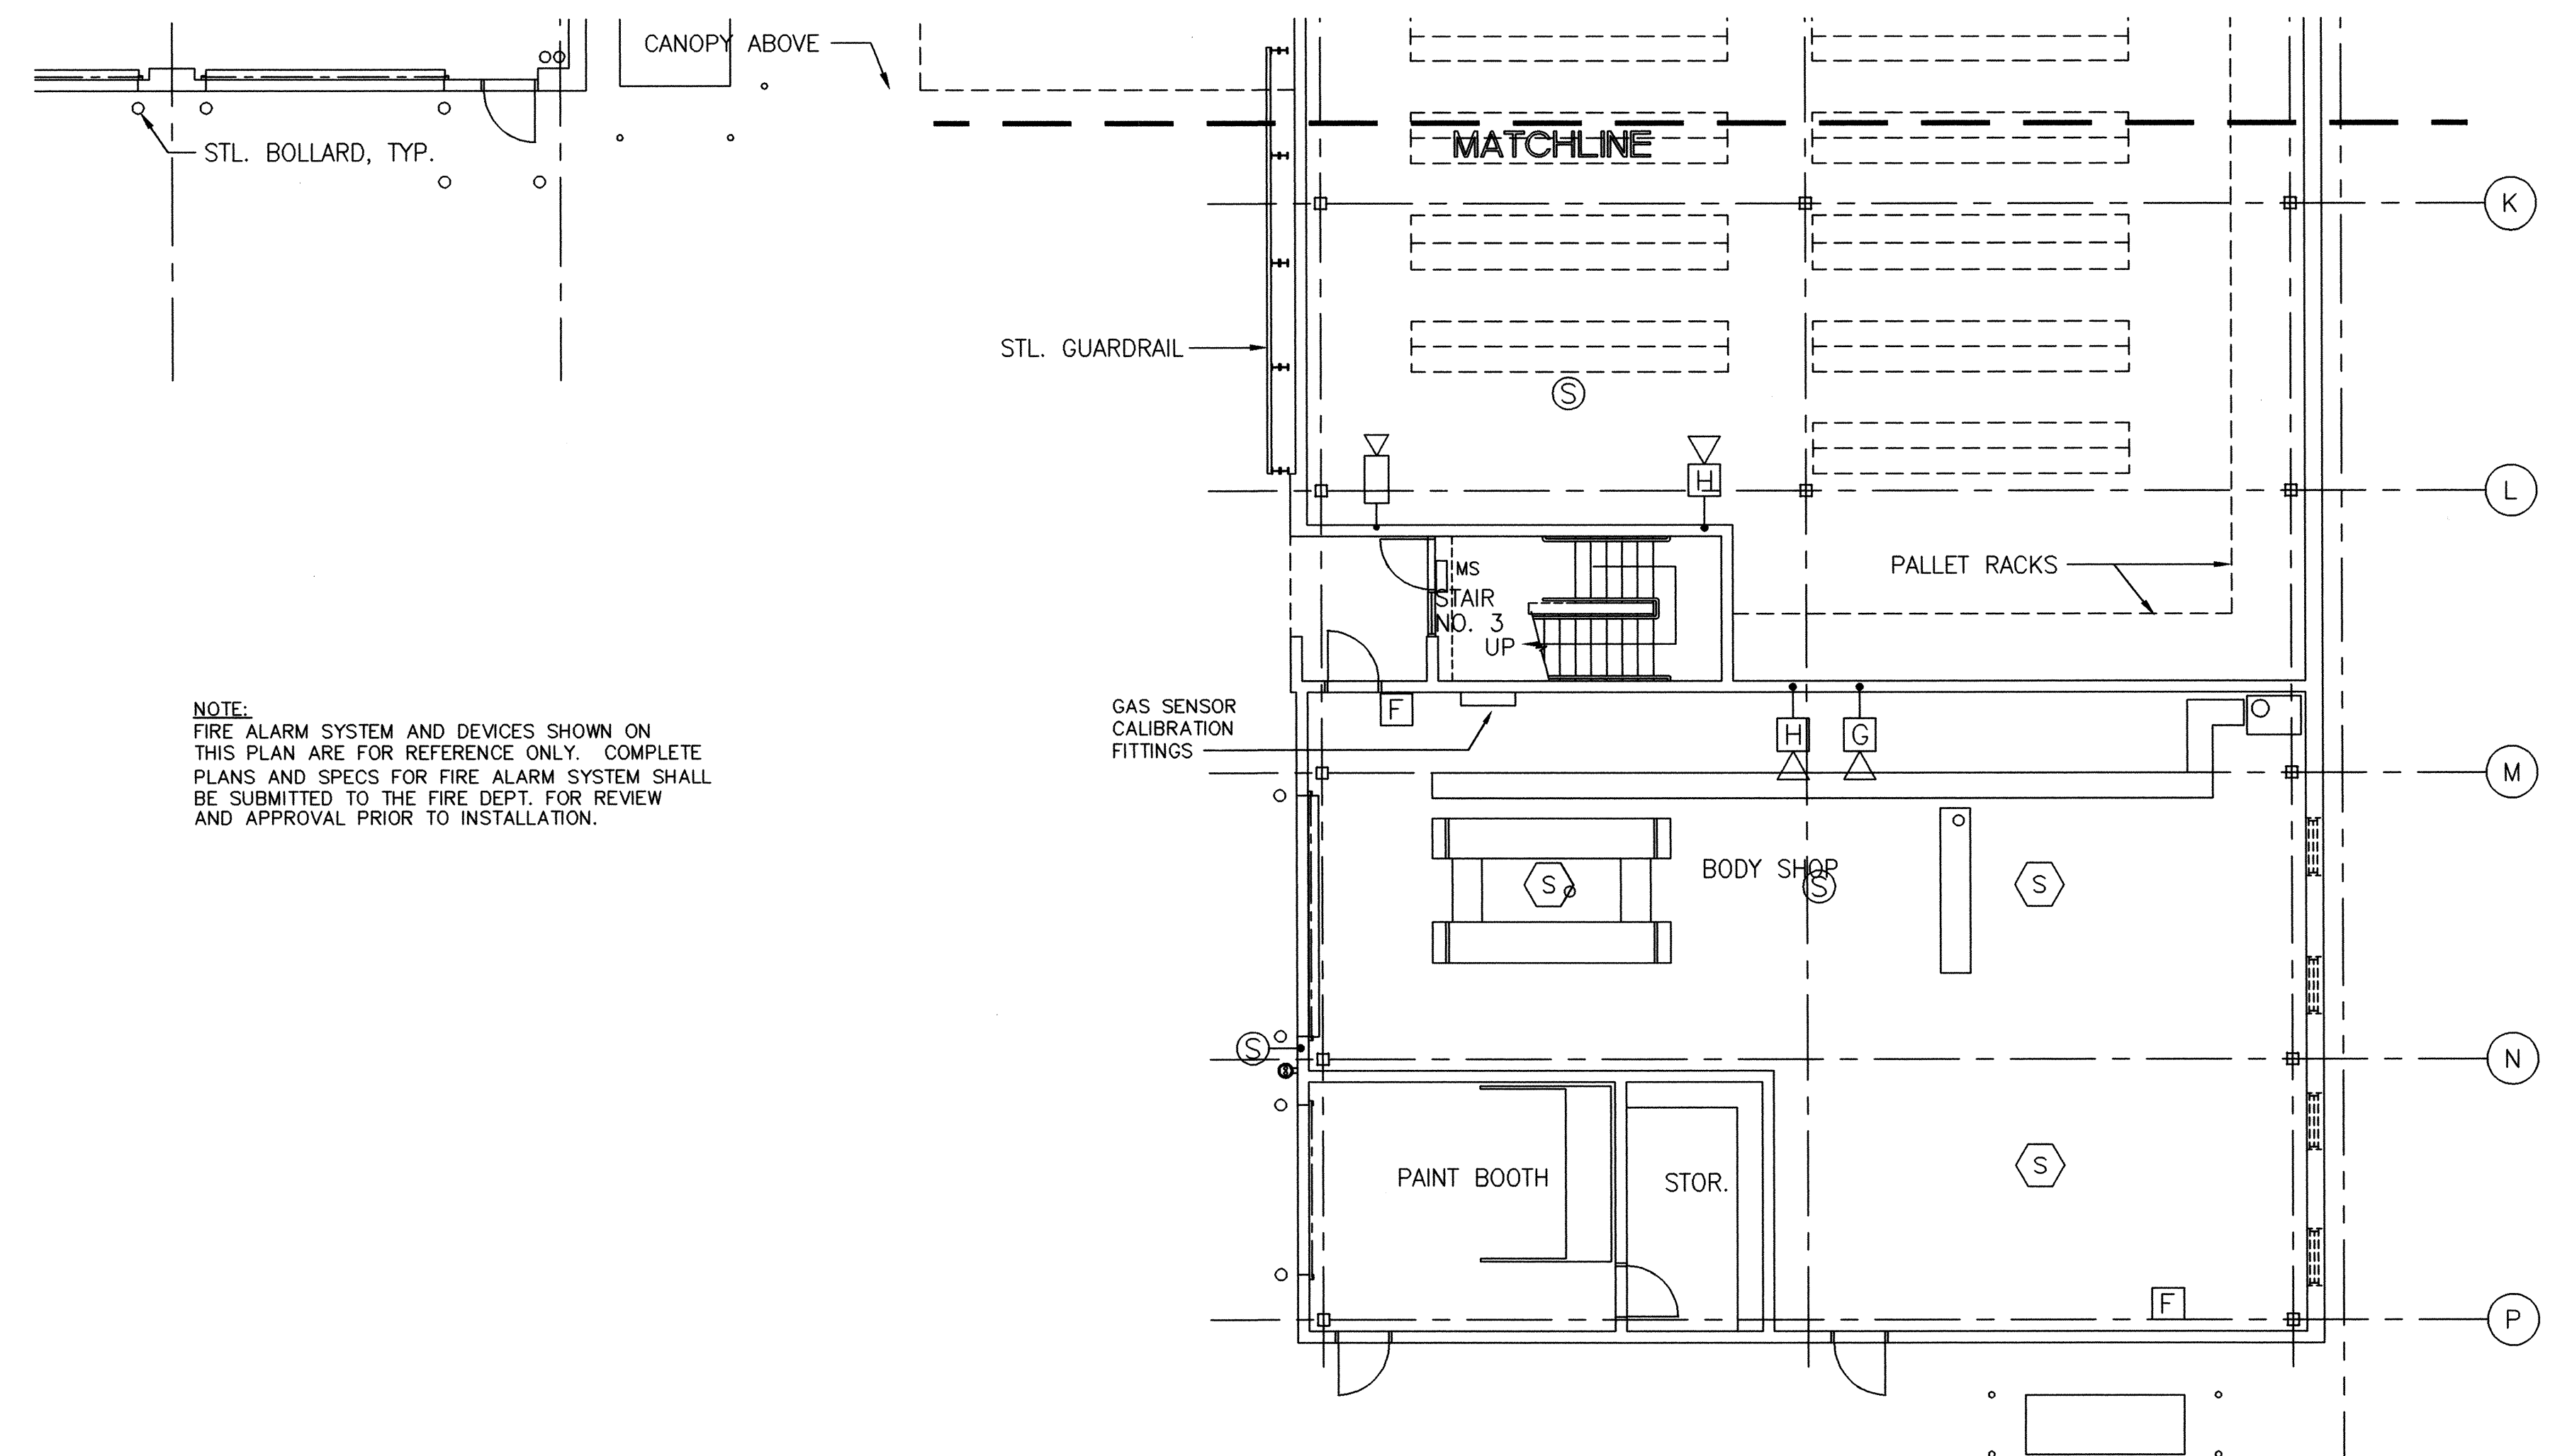 CANOPY ABOVE
STL. BOLLARD, TYP.
MATCHLINE
K
STL. GUARDRAIL
S
H
L
PALLET RACKS
MS
STAIR
NO. 3
UP
NOTE:
FIRE ALARM SYSTEM AND DEVICES SHOWN ON
THIS PLAN ARE FOR REFERENCE ONLY. COMPLETE
PLANS AND SPECS FOR FIRE ALARM SYSTEM SHALL
BE SUBMITTED TO THE FIRE DEPT. FOR REVIEW
AND APPROVAL PRIOR TO INSTALLATION.
GAS SENSOR
CALIBRATION
FITTINGS
F
H
G
M
BODY SHOP
S
S
S
S
N
PAINT BOOTH
STOR.
S
F
P